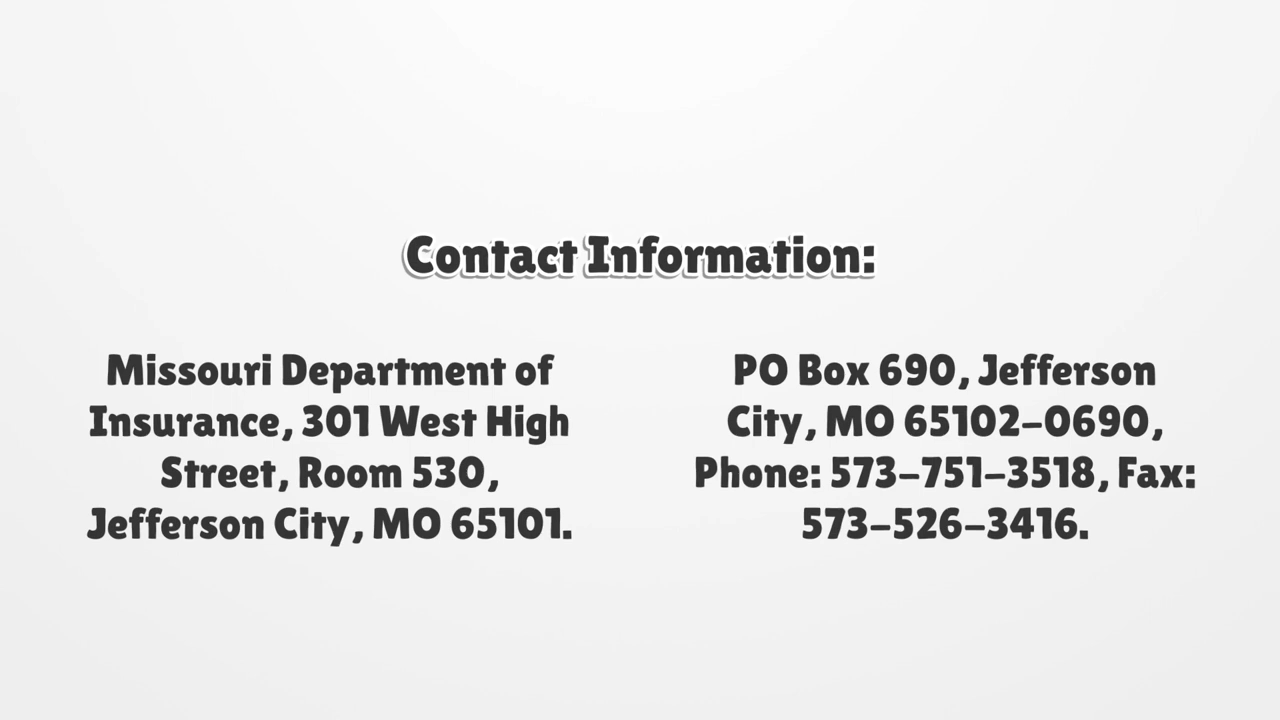 Contact Information:
Missouri Department of
Insurance, 301 West High
Street, Room 530,
Jefferson City, MO 65101.
PO Box 690, Jefferson
City, MO 65102-0690,
Phone: 573-751-3518, Fax:
573-526-3416.